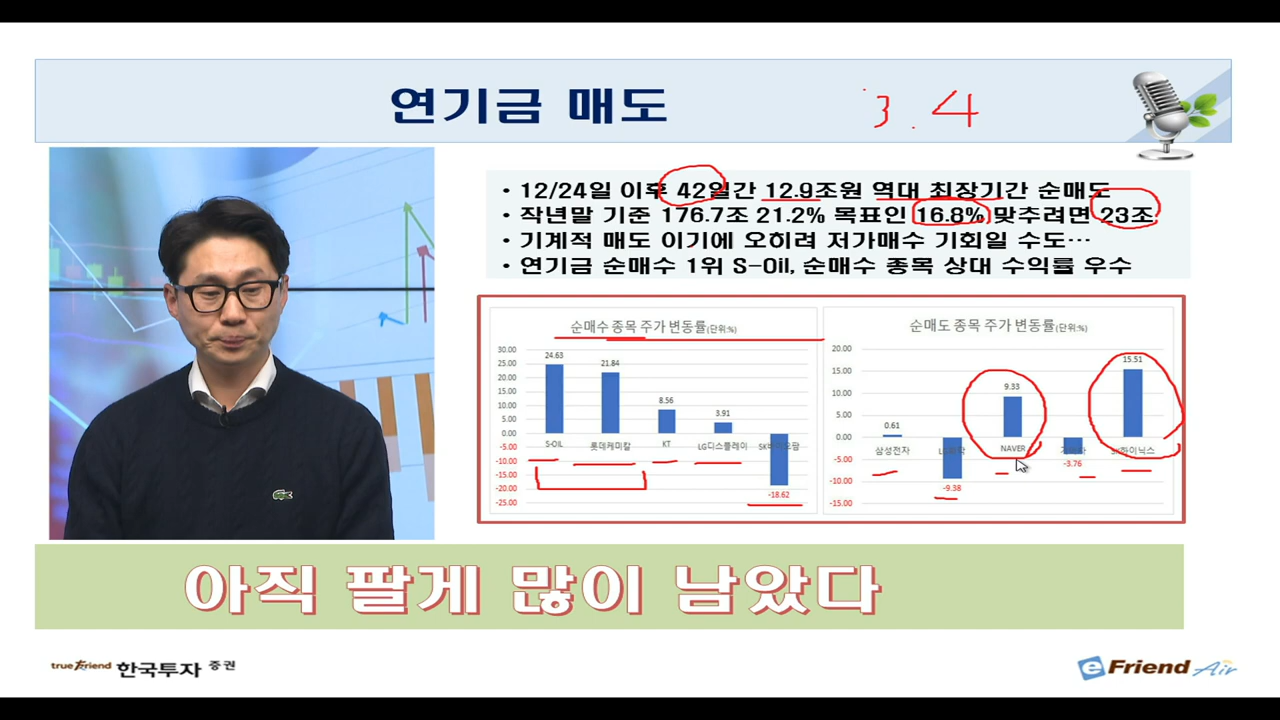 연기금 매도
3.4
• 12/24일 이후 42일간 12.9조원 역대 최장기간 순매도
• 작년말 기준 176.7조 21.2% 목표인 16.8% 맞추려면 23조
• 기계적 매도 이기에 오히려 저가매수 기회일 수도…
• 연기금 순매수 1위 S-Oil, 순매수 종목 상대 수익률 우수
순매수 종목 주가 변동률(단위:%)
30.00
25.00
20.00
15.00
10.00
5.00
0.00
-5.00
-10.00
-15.00
-20.00
-25.00
24.63
21.84
8.56
3.91
-18.62
S-OIL
롯데케미칼
KT
LG디스플레이
순매도 종목 주가 변동률(단위:%)
20.00
15.00
10.00
5.00
0.00
-5.00
-10.00
-15.00
0.61
-9.38
9.33
-3.76
15.51
삼성전자
NAVER
SK하이닉스
아직 팔게 많이 남았다
true Friend 한국투자 증권
e Friend Air